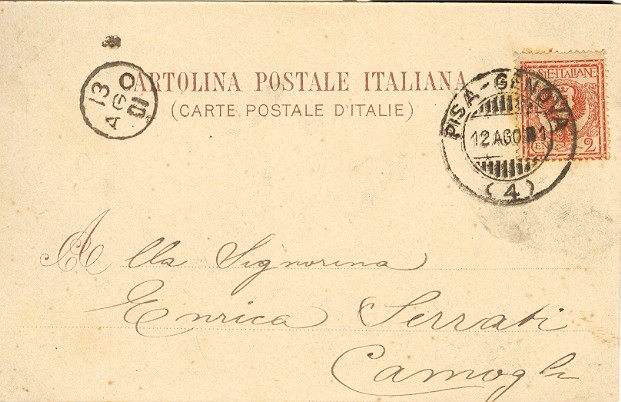 CARTOLINA POSTALE ITALIANA
(CARTE POSTALE D'ITALIE)
13
AGO
01
PISA-GENOVA
12 AGO 01
(4)
POSTE ITALIANE
CENT. 2
Alla Signorina
Enrica Serrati
Camogli